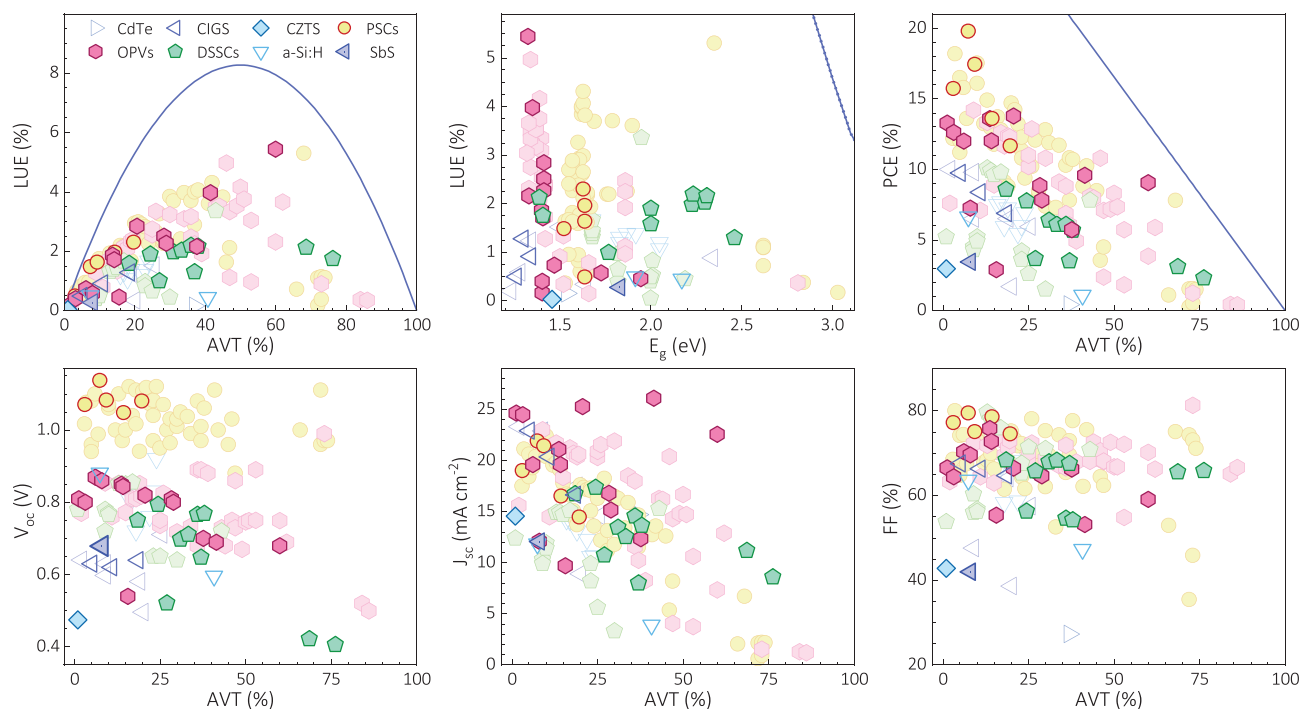 CdTe CIGS CZTS PSCs
OPVs DSSCs a-Si:H SbS
LUE (%)
8
6
4
2
0
0 20 40 60 80 100
AVT (%)
LUE (%)
5
4
3
2
1
0
1.5 2.0 2.5 3.0
E_g (eV)
PCE (%)
20
15
10
5
0
0 25 50 75 100
AVT (%)
V_oc (V)
1.0
0.8
0.6
0.4
0 25 50 75 100
AVT (%)
J_sc (mA cm⁻²)
25
20
15
10
5
0
0 25 50 75 100
AVT (%)
FF (%)
80
60
40
20
0 25 50 75 100
AVT (%)